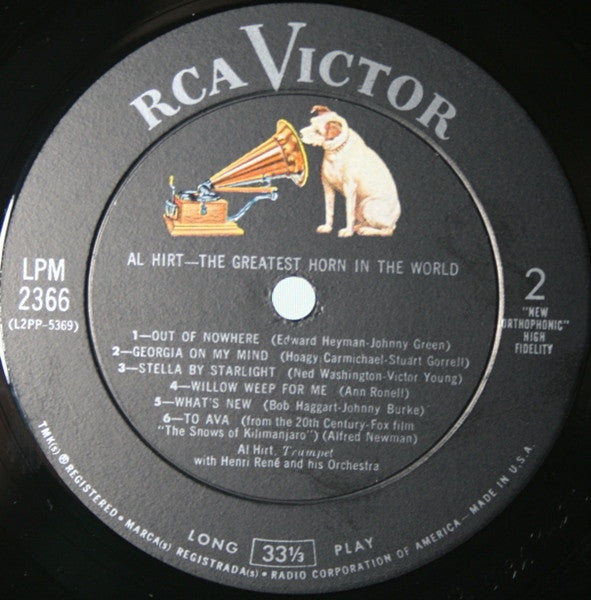 RCA VICTOR
AL HIRT—THE GREATEST HORN IN THE WORLD
LPM
2366
(L2PP-5369)
2
"NEW
ORTHOPHONIC"
HIGH
FIDELITY
1—OUT OF NOWHERE (Edward Heyman-Johnny Green)
2—GEORGIA ON MY MIND (Hoagy Carmichael-Stuart Gorrell)
3—STELLA BY STARLIGHT (Ned Washington-Victor Young)
4—WILLOW WEEP FOR ME (Ann Ronell)
5—WHAT'S NEW (Bob Haggart-Johnny Burke)
6—TO AVA (from the 20th Century-Fox film
"The Snows of Kilimanjaro") (Alfred Newman)
Al Hirt, Trumpet
with Henri René and his Orchestra
LONG 33⅓ PLAY
TMK(s) ® REGISTERED • MARCA(s) REGISTRADA(s) • RADIO CORPORATION OF AMERICA—MADE IN U.S.A.